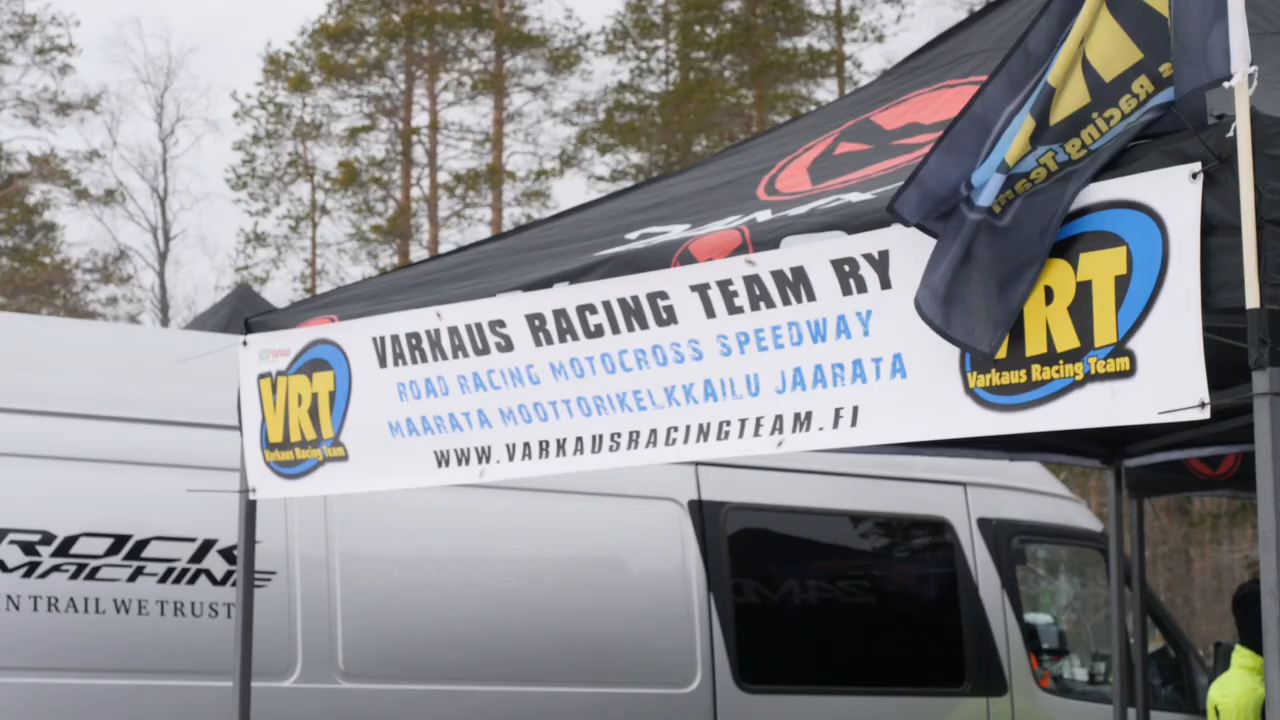 Racing Team
VARKAUS RACING TEAM RY
ROAD RACING MOTOCROSS SPEEDWAY
MAARATA MOOTTORIKELKKAILU JAARATA
WWW.VARKAUSRACINGTEAM.FI
VRT
Varkaus Racing Team
VRT
Varkaus Racing Team
ROCK
MACHINE
IN TRAIL WE TRUST